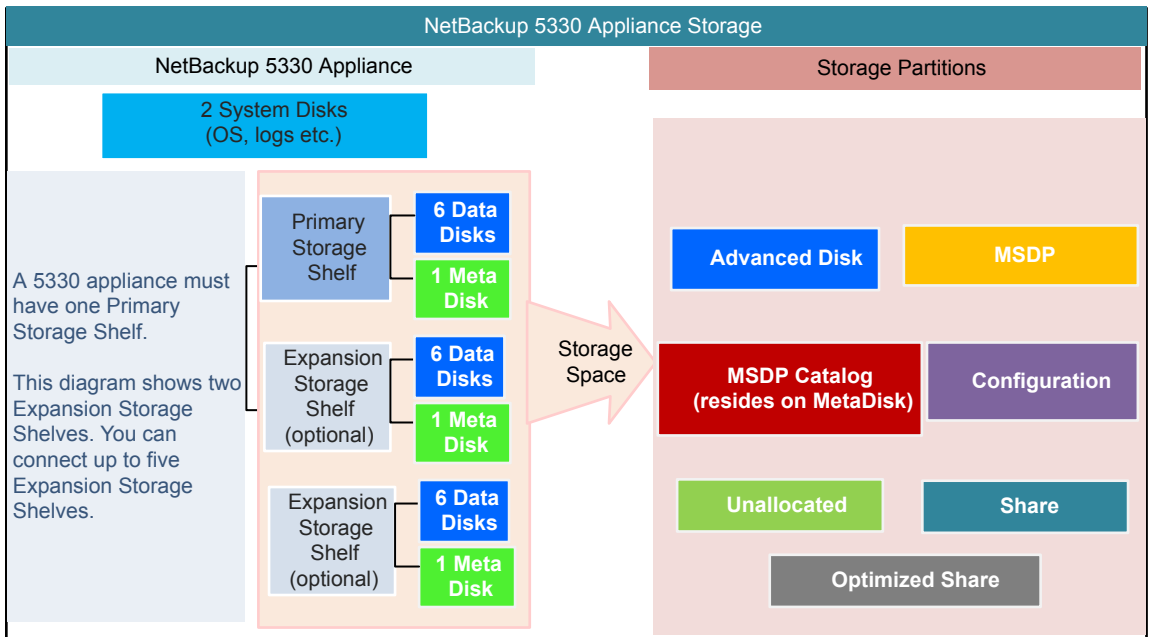 NetBackup 5330 Appliance Storage
NetBackup 5330 Appliance
Storage Partitions
2 System Disks
(OS, logs etc.)
A 5330 appliance must
have one Primary
Storage Shelf.
This diagram shows two
Expansion Storage
Shelves. You can
connect up to five
Expansion Storage
Shelves.
Primary
Storage
Shelf
6 Data
Disks
1 Meta
Disk
Expansion
Storage
Shelf
(optional)
6 Data
Disks
1 Meta
Disk
Expansion
Storage
Shelf
(optional)
6 Data
Disks
1 Meta
Disk
Storage
Space
Advanced Disk
MSDP
MSDP Catalog
(resides on MetaDisk)
Configuration
Unallocated
Share
Optimized Share